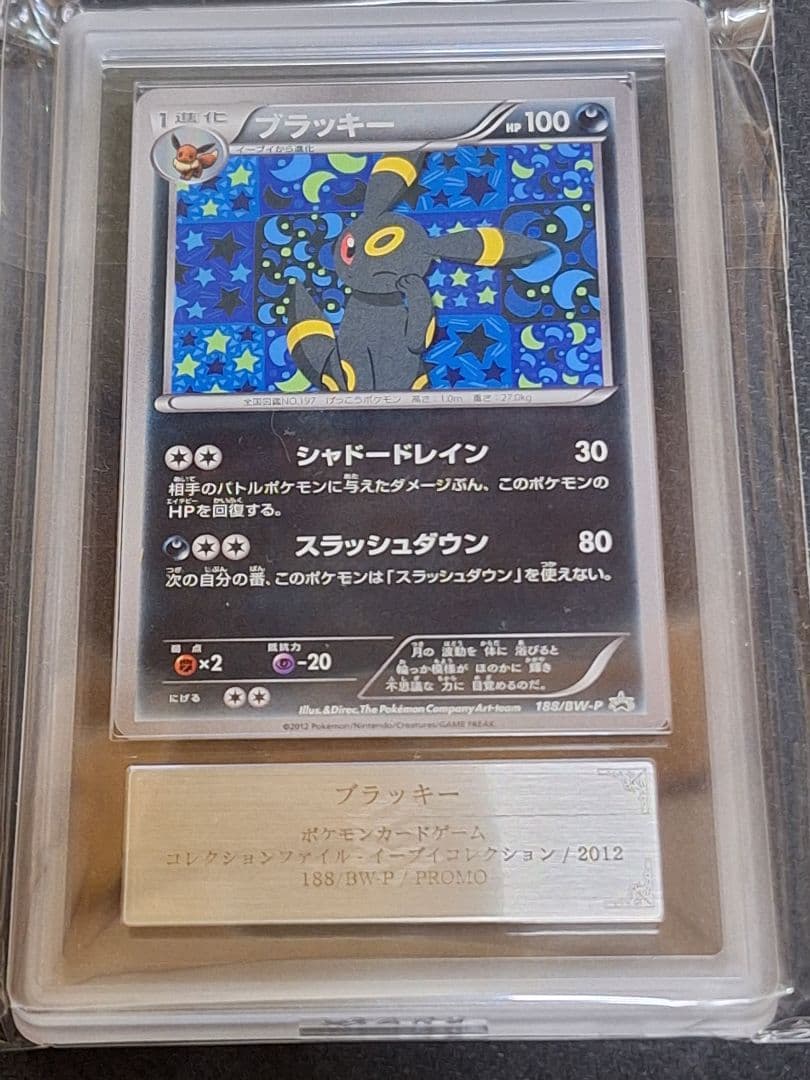 1進化 ブラッキー HP100
イーブイから進化
全国図鑑NO.197 げっこうポケモン 高さ:1.0m 重さ:27.0kg
シャドードレイン 30
相手のバトルポケモンに与えたダメージぶん、このポケモンの
HPを回復する。
スラッシュダウン 80
次の自分の番、このポケモンは「スラッシュダウン」を使えない。
弱点 抵抗力
×2 -20
にげる
月の波動を体に浴びると
輪っか模様がほのかに輝き
不思議な力に目覚めるのだ。
Illus.&Direc.The Pokémon Company Art-team 188/BW-P
©2012 Pokémon/Nintendo/Creatures/GAME FREAK.
ブラッキー
ポケモンカードゲーム
コレクションファイル - イーブイコレクション / 2012
188/BW-P / PROMO